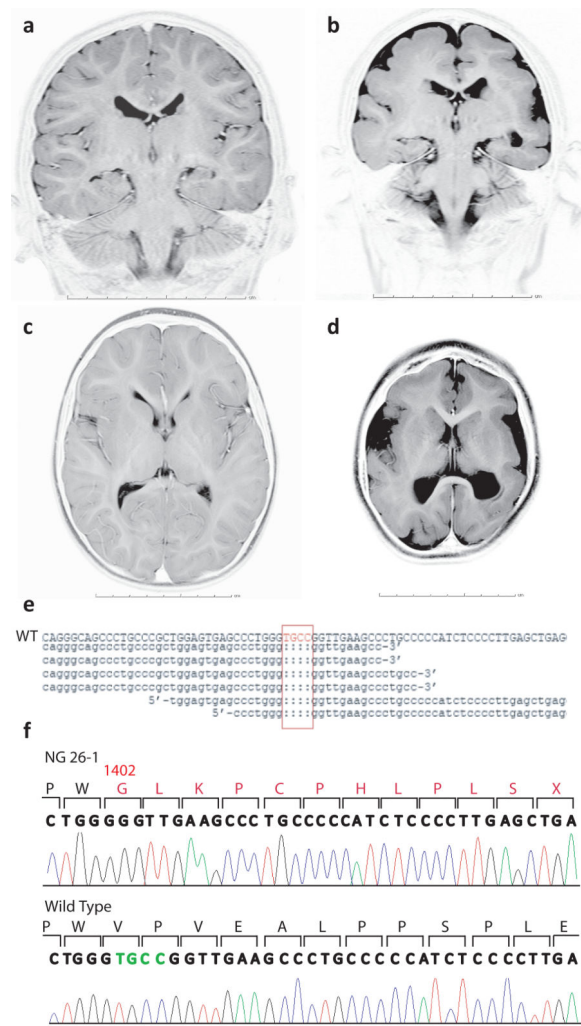 a
b
c
d
e
WT CAGGGCAGCCCTGCCCGCTGGAGTGAGCCCTGGGTGCCGGTTGAAGCCCTGCCCCCATCTCCCCTTGAGCTGAG
cagggcagccctgcccgctggagtgagccctggg::::ggttgaagcc-3'
cagggcagccctgcccgctggagtgagccctggg::::ggttgaagcc-3'
cagggcagccctgcccgctggagtgagccctggg::::ggttgaagccctgcc-3'
cagggcagccctgcccgctggagtgagccctggg::::ggttgaagccctgcc-3'
5'-tggagtgagccctggg::::ggttgaagccctgcccccatctccccttgagctgag
5'-ccctggg::::ggttgaagccctgcccccatctccccttgagctgag
f
NG 26-1
1402
P W G L K P C P H L P L S X
CTGGGGGTTGAAGCCCTGCCCCCATCTCCCCTTGAGCTGA
Wild Type
P W V P V E A L P P S P L E
CTGGGTGCCGGTTGAAGCCCTGCCCCCATCTCCCCTTGA